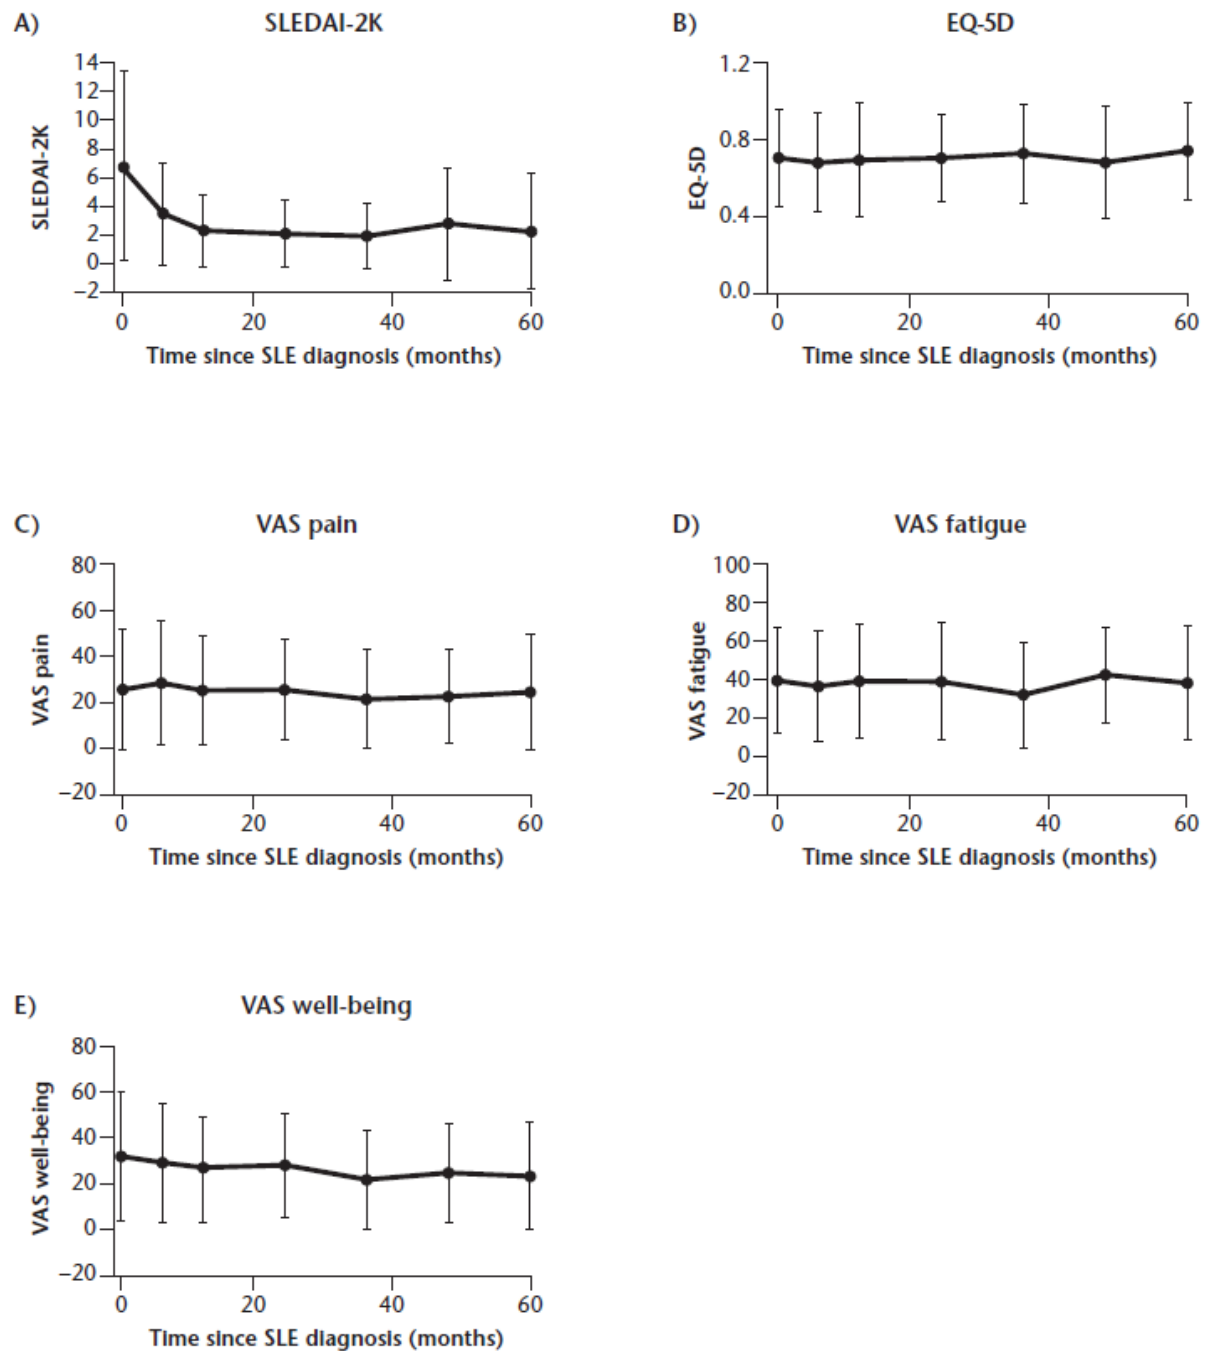 A) SLEDAI-2K
14
12
10
8
6
4
2
0
−2
SLEDAI-2K
0 20 40 60
Time since SLE diagnosis (months)
B) EQ-5D
1.2
0.8
0.4
0.0
EQ-5D
0 20 40 60
Time since SLE diagnosis (months)
C) VAS pain
80
60
40
20
0
−20
VAS pain
0 20 40 60
Time since SLE diagnosis (months)
D) VAS fatigue
100
80
60
40
20
0
−20
VAS fatigue
0 20 40 60
Time since SLE diagnosis (months)
E) VAS well-being
80
60
40
20
0
−20
VAS well-being
0 20 40 60
Time since SLE diagnosis (months)